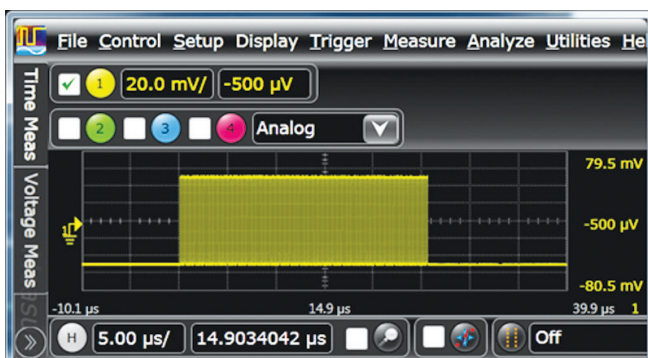 File Control Setup Display Trigger Measure Analyze Utilities He
Time Meas
Voltage Meas
1 20.0 mV/ -500 µV
2 3 4 Analog
79.5 mV
-500 µV
-80.5 mV
-10.1 µs 14.9 µs 39.9 µs 1
H 5.00 µs/ 14.9034042 µs Off